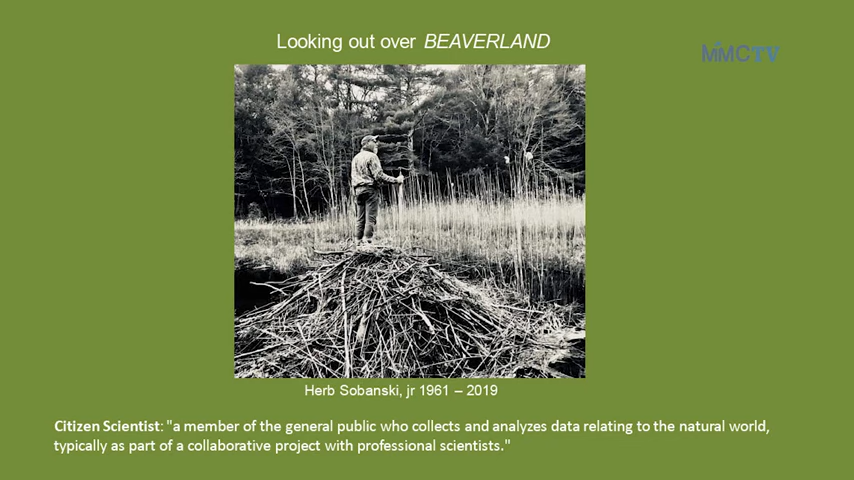 Looking out over BEAVERLAND
MMCTV
Herb Sobanski, jr 1961 – 2019
Citizen Scientist: "a member of the general public who collects and analyzes data relating to the natural world,
typically as part of a collaborative project with professional scientists."